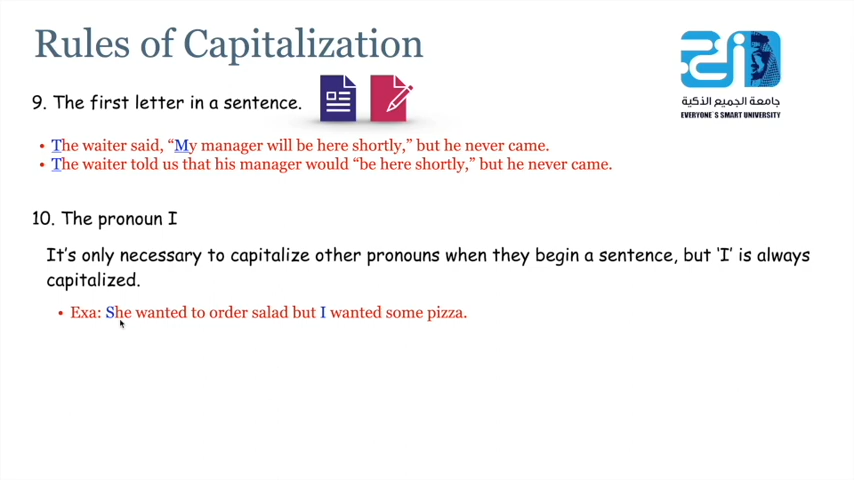 Rules of Capitalization
جامعة الجميع الذكية
EVERYONE`S SMART UNIVERSITY
9. The first letter in a sentence.
• The waiter said, “My manager will be here shortly,” but he never came.
• The waiter told us that his manager would “be here shortly,” but he never came.
10. The pronoun I
It’s only necessary to capitalize other pronouns when they begin a sentence, but ‘I’ is always
capitalized.
• Exa: She wanted to order salad but I wanted some pizza.